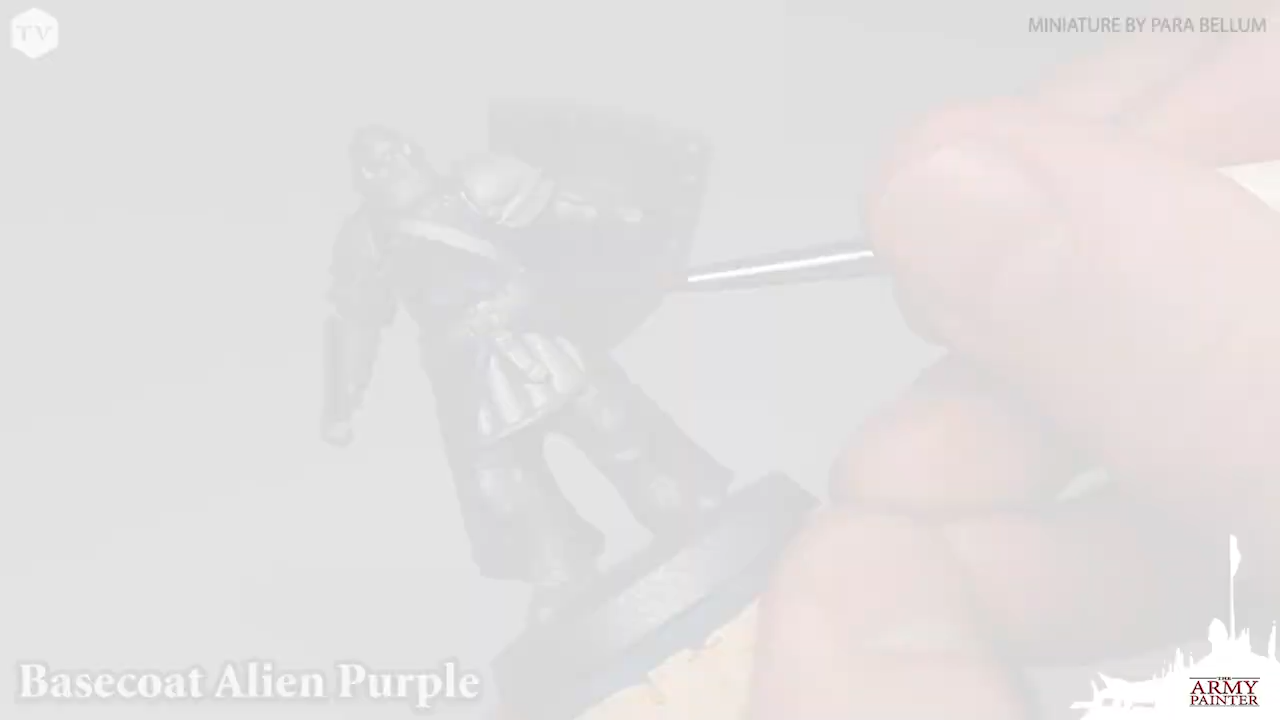 TV
MINIATURE BY PARA BELLUM
Basecoat Alien Purple
THE
ARMY
PAINTER